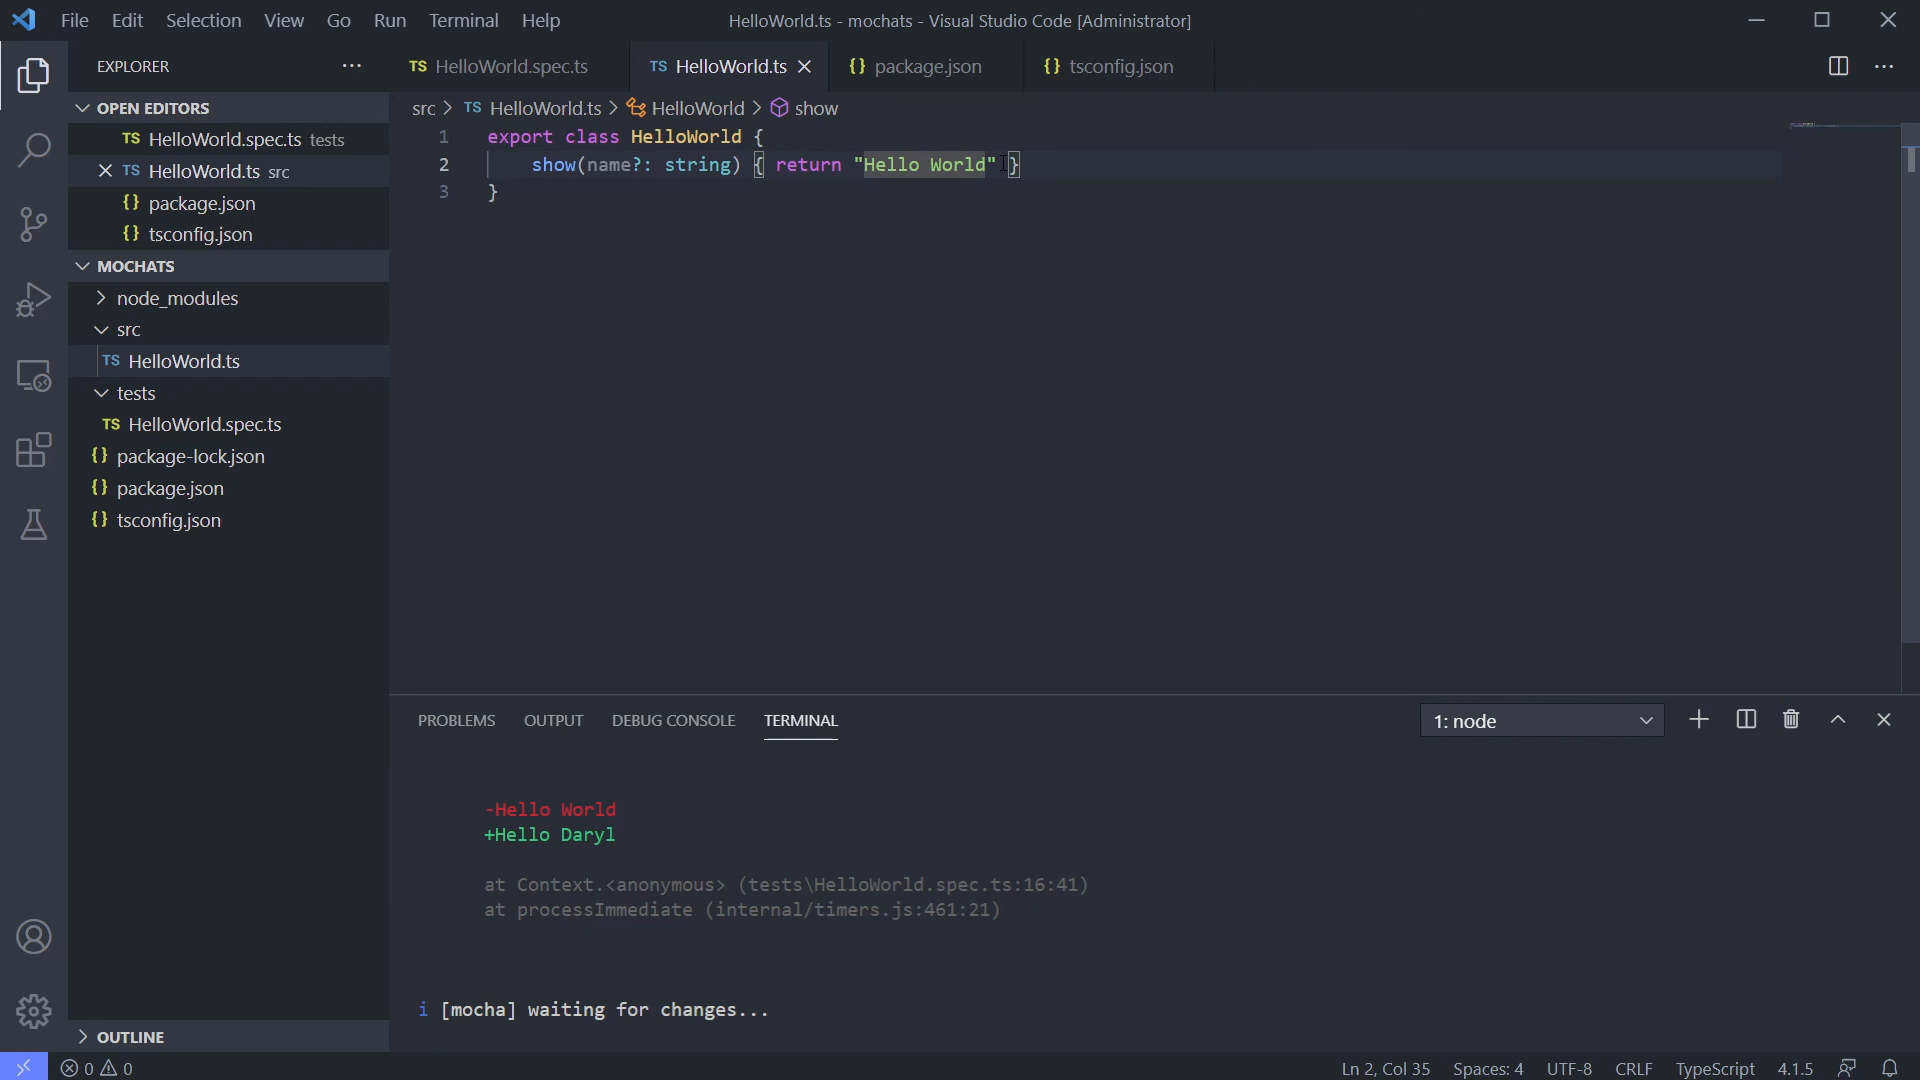 File Edit Selection View Go Run Terminal Help
HelloWorld.ts - mochats - Visual Studio Code [Administrator]
EXPLORER
OPEN EDITORS
TS HelloWorld.spec.ts tests
TS HelloWorld.ts src
{} package.json
{} tsconfig.json
MOCHATS
node_modules
src
TS HelloWorld.ts
tests
TS HelloWorld.spec.ts
{} package-lock.json
{} package.json
{} tsconfig.json
OUTLINE
TS HelloWorld.spec.ts
TS HelloWorld.ts
{} package.json
{} tsconfig.json
src > TS HelloWorld.ts > HelloWorld > show
1 export class HelloWorld {
2 show(name?: string) { return "Hello World" }
3 }
PROBLEMS OUTPUT DEBUG CONSOLE TERMINAL
1: node
-Hello World
+Hello Daryl
at Context.<anonymous> (tests\HelloWorld.spec.ts:16:41)
at processImmediate (internal/timers.js:461:21)
i [mocha] waiting for changes...
0 0
Ln 2, Col 35 Spaces: 4 UTF-8 CRLF TypeScript 4.1.5